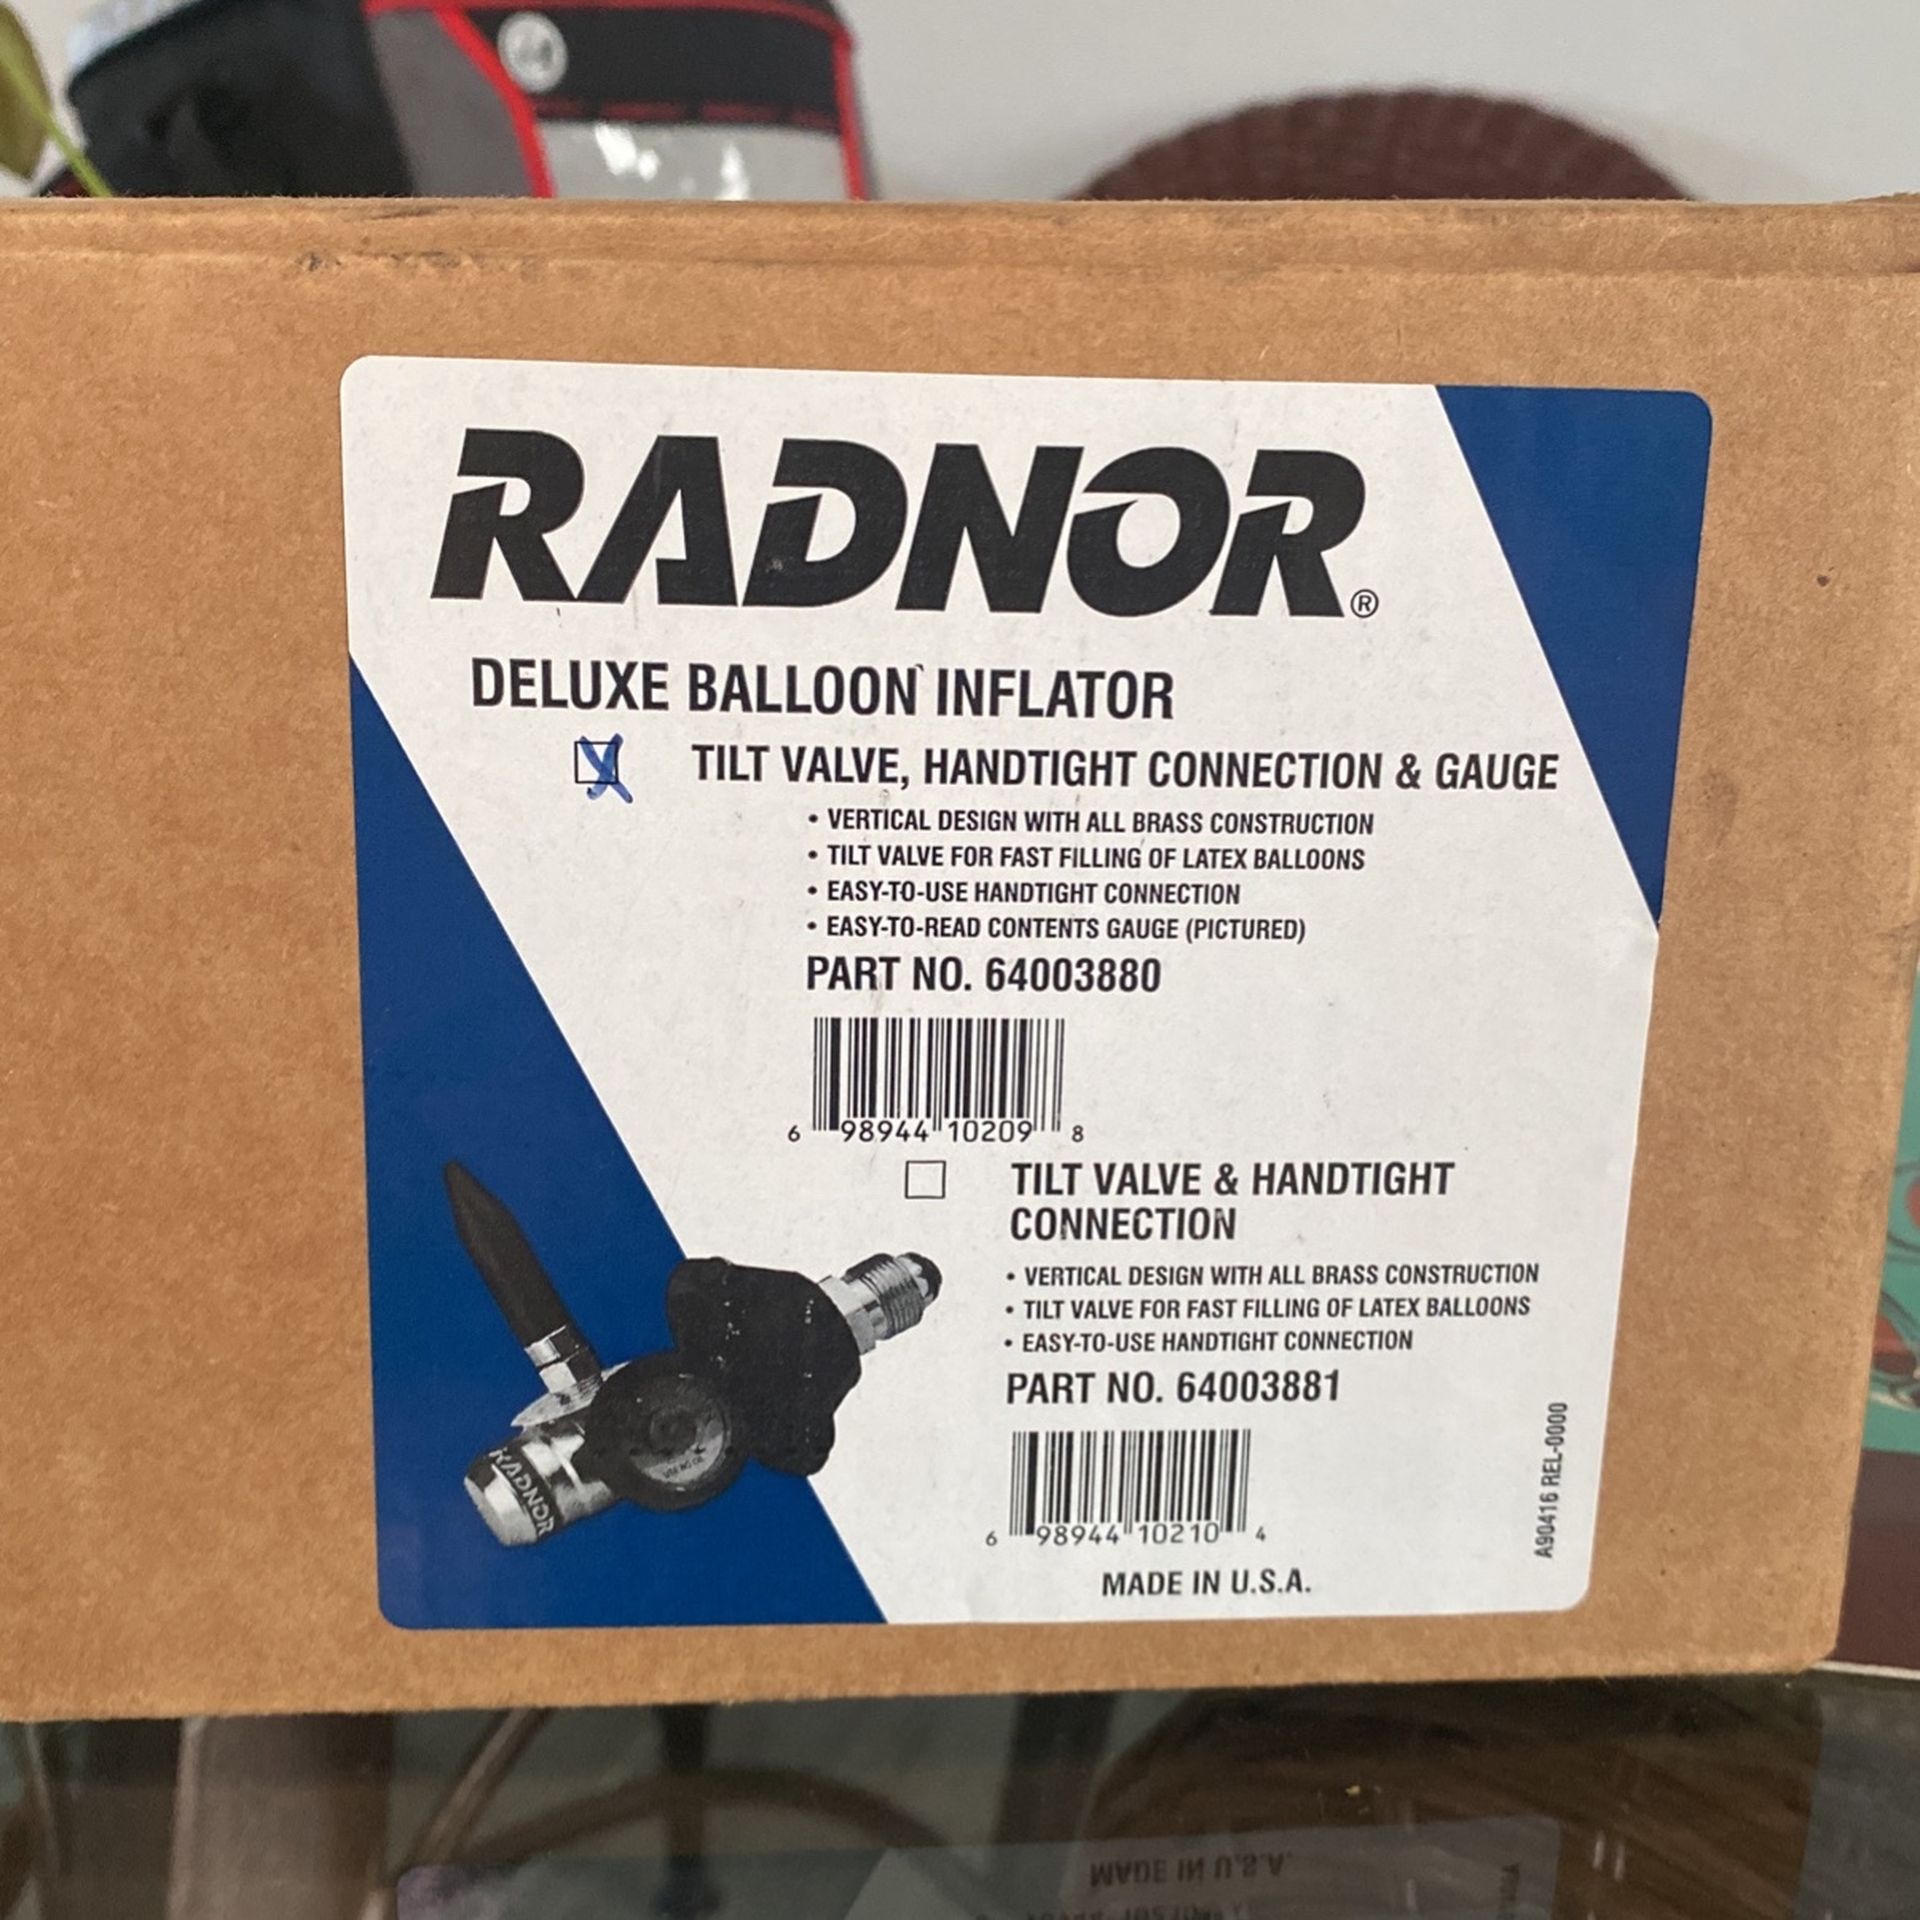 RADNOR®
DELUXE BALLOON INFLATOR
TILT VALVE, HANDTIGHT CONNECTION & GAUGE
• VERTICAL DESIGN WITH ALL BRASS CONSTRUCTION
• TILT VALVE FOR FAST FILLING OF LATEX BALLOONS
• EASY-TO-USE HANDTIGHT CONNECTION
• EASY-TO-READ CONTENTS GAUGE (PICTURED)
PART NO. 64003880
6 98944 10209 8
TILT VALVE & HANDTIGHT
CONNECTION
• VERTICAL DESIGN WITH ALL BRASS CONSTRUCTION
• TILT VALVE FOR FAST FILLING OF LATEX BALLOONS
• EASY-TO-USE HANDTIGHT CONNECTION
PART NO. 64003881
6 98944 10210 4
MADE IN U.S.A.
A90416 REL-0000
RADNOR
MADE IN U.S.A.